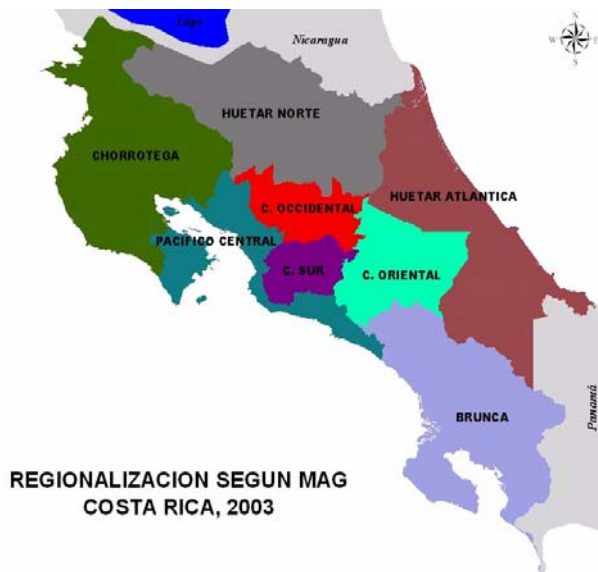 Lago
Nicaragua
N
W
E
S
HUETAR NORTE
CHORROTEGA
HUETAR ATLANTICA
C. OCCIDENTAL
PACIFICO CENTRAL
C. SUR
C. ORIENTAL
BRUNCA
Panamá
REGIONALIZACION SEGUN MAG
COSTA RICA, 2003